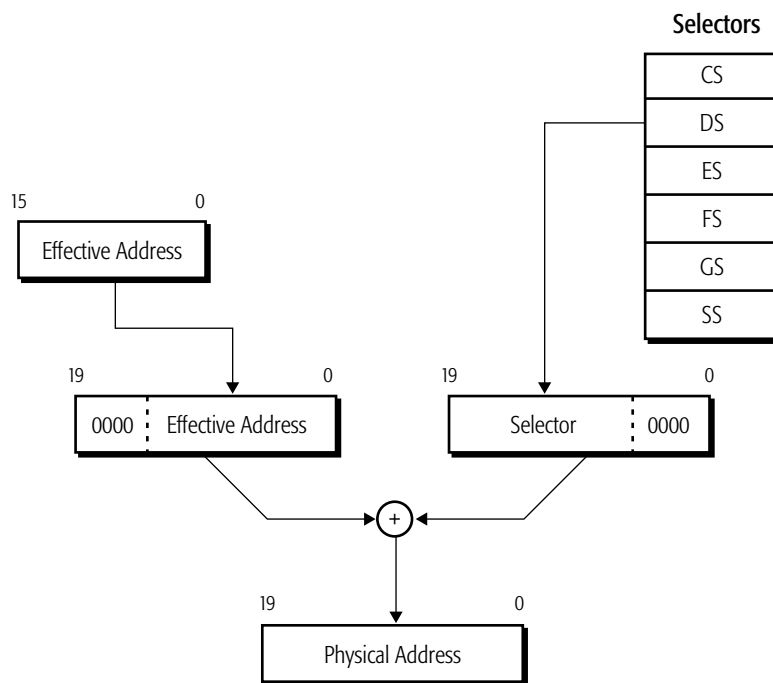 Selectors
CS
DS
ES
FS
GS
SS
15 0
Effective Address
19 0
0000 Effective Address
19 0
Selector 0000
+
19 0
Physical Address